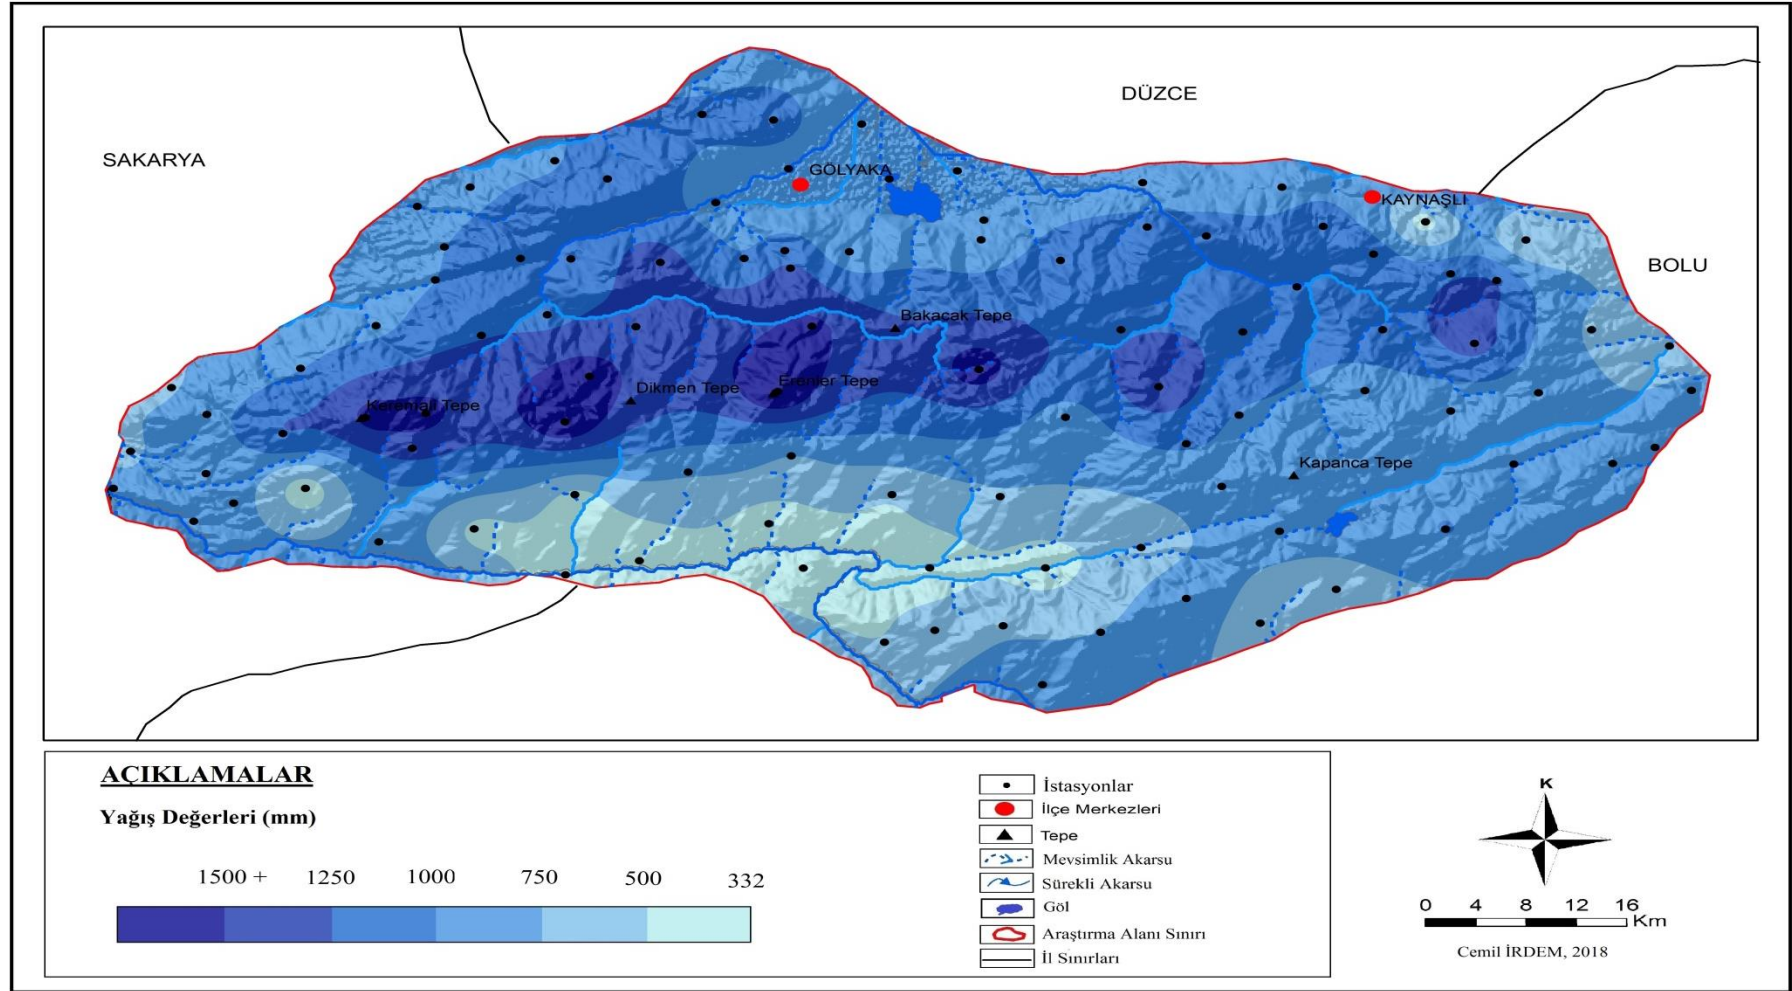 DÜZCE
SAKARYA
GÖLYAKA
KAYNAŞLI
BOLU
Bakacak Tepe
Dikmen Tepe
Erenler Tepe
Keremali Tepe
Kapanca Tepe
AÇIKLAMALAR
Yağış Değerleri (mm)
1500 + 1250 1000 750 500 332
İstasyonlar
İlçe Merkezleri
Tepe
Mevsimlik Akarsu
Sürekli Akarsu
Göl
Araştırma Alanı Sınırı
İl Sınırları
K
0 4 8 12 16
Km
Cemil İRDEM, 2018